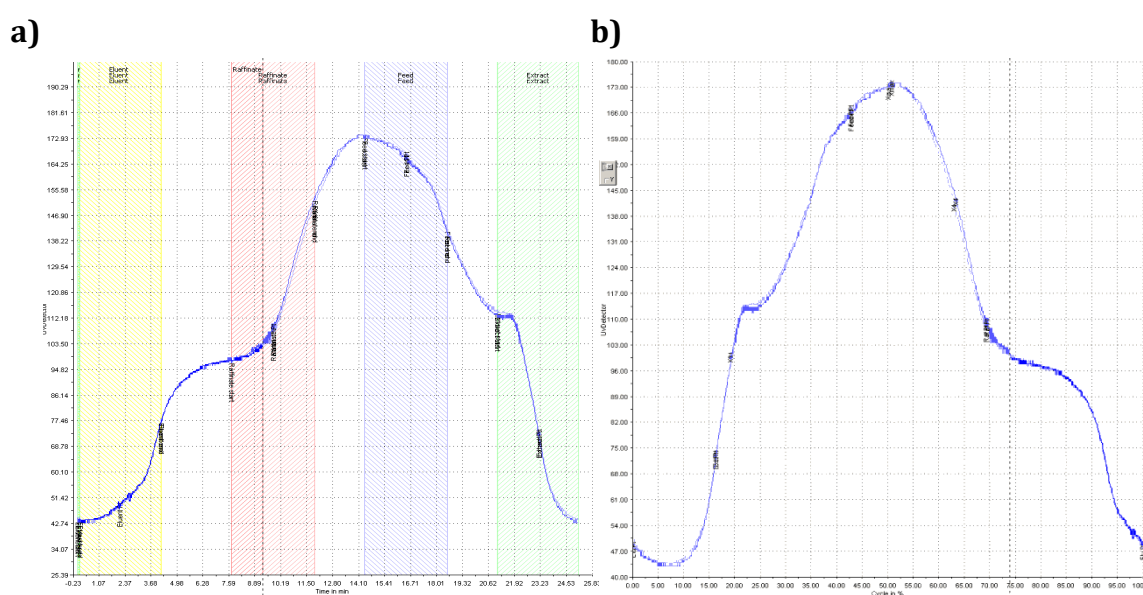 a)
b)
Eluent
Eluent
Eluent
Raffinate
Raffinate
Raffinate
Feed
Feed
Extract
Extract
190.29
181.61
172.93
164.25
155.58
146.90
138.22
129.54
120.86
112.18
103.50
94.82
86.14
77.46
68.78
60.10
51.42
42.74
34.07
25.39
Raffinate start
Eluent
-0.23 1.07 2.37 3.68 4.98 6.28 7.59 8.89 10.19 11.50 12.80 14.10 15.41 16.71 18.01 19.32 20.62 21.92 23.23 24.53 25.83
Time in min
180.00
173.00
166.00
159.00
145.00
138.00
131.00
124.00
117.00
110.00
103.00
96.00
89.00
82.00
75.00
68.00
61.00
54.00
47.00
40.00
UvDetector
0.00 5.00 10.00 15.00 20.00 25.00 30.00 35.00 40.00 45.00 50.00 55.00 60.00 65.00 70.00 75.00 80.00 85.00 90.00 95.00
Cycle in %